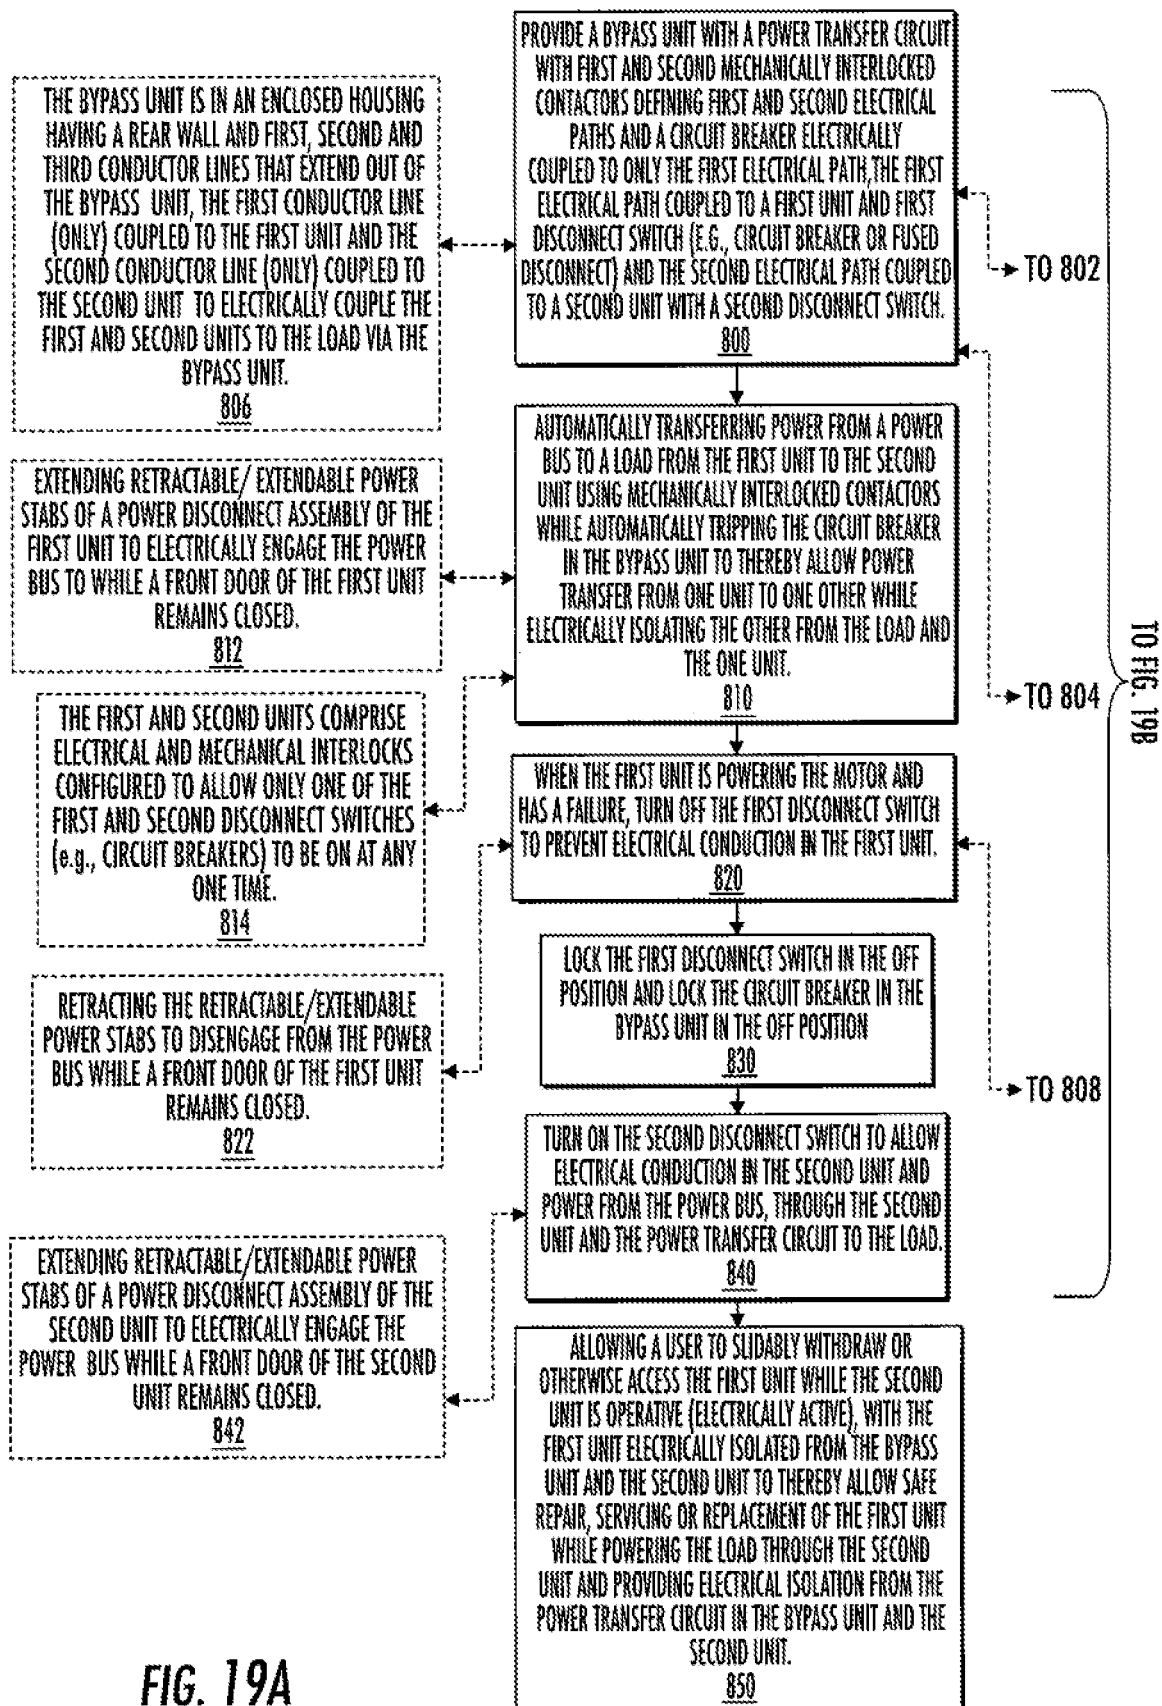 PROVIDE A BYPASS UNIT WITH A POWER TRANSFER CIRCUIT
WITH FIRST AND SECOND MECHANICALLY INTERLOCKED
CONTACTORS DEFINING FIRST AND SECOND ELECTRICAL
PATHS AND A CIRCUIT BREAKER ELECTRICALLY
COUPLED TO ONLY THE FIRST ELECTRICAL PATH, THE FIRST
ELECTRICAL PATH COUPLED TO A FIRST UNIT AND FIRST
DISCONNECT SWITCH (E.G., CIRCUIT BREAKER OR FUSED
DISCONNECT) AND THE SECOND ELECTRICAL PATH COUPLED
TO A SECOND UNIT WITH A SECOND DISCONNECT SWITCH.
800
THE BYPASS UNIT IS IN AN ENCLOSED HOUSING
HAVING A REAR WALL AND FIRST, SECOND AND
THIRD CONDUCTOR LINES THAT EXTEND OUT OF
THE BYPASS UNIT, THE FIRST CONDUCTOR LINE
(ONLY) COUPLED TO THE FIRST UNIT AND THE
SECOND CONDUCTOR LINE (ONLY) COUPLED TO
THE SECOND UNIT TO ELECTRICALLY COUPLE THE
FIRST AND SECOND UNITS TO THE LOAD VIA THE
BYPASS UNIT.
806
TO 802
AUTOMATICALLY TRANSFERRING POWER FROM A POWER
BUS TO A LOAD FROM THE FIRST UNIT TO THE SECOND
UNIT USING MECHANICALLY INTERLOCKED CONTACTORS
WHILE AUTOMATICALLY TRIPPING THE CIRCUIT BREAKER
IN THE BYPASS UNIT TO THEREBY ALLOW POWER
TRANSFER FROM ONE UNIT TO ONE OTHER WHILE
ELECTRICALLY ISOLATING THE OTHER FROM THE LOAD AND
THE ONE UNIT.
810
EXTENDING RETRACTABLE/ EXTENDABLE POWER
STABS OF A POWER DISCONNECT ASSEMBLY OF THE
FIRST UNIT TO ELECTRICALLY ENGAGE THE POWER
BUS TO WHILE A FRONT DOOR OF THE FIRST UNIT
REMAINS CLOSED.
812
TO 804
TO FIG. 19B
THE FIRST AND SECOND UNITS COMPRISE
ELECTRICAL AND MECHANICAL INTERLOCKS
CONFIGURED TO ALLOW ONLY ONE OF THE
FIRST AND SECOND DISCONNECT SWITCHES
(e.g., CIRCUIT BREAKERS) TO BE ON AT ANY
ONE TIME.
814
WHEN THE FIRST UNIT IS POWERING THE MOTOR AND
HAS A FAILURE, TURN OFF THE FIRST DISCONNECT SWITCH
TO PREVENT ELECTRICAL CONDUCTION IN THE FIRST UNIT.
820
LOCK THE FIRST DISCONNECT SWITCH IN THE OFF
POSITION AND LOCK THE CIRCUIT BREAKER IN THE
BYPASS UNIT IN THE OFF POSITION
830
RETRACTING THE RETRACTABLE/EXTENDABLE
POWER STABS TO DISENGAGE FROM THE POWER
BUS WHILE A FRONT DOOR OF THE FIRST UNIT
REMAINS CLOSED.
822
TO 808
TURN ON THE SECOND DISCONNECT SWITCH TO ALLOW
ELECTRICAL CONDUCTION IN THE SECOND UNIT AND
POWER FROM THE POWER BUS, THROUGH THE SECOND
UNIT AND THE POWER TRANSFER CIRCUIT TO THE LOAD.
840
EXTENDING RETRACTABLE/EXTENDABLE POWER
STABS OF A POWER DISCONNECT ASSEMBLY OF THE
SECOND UNIT TO ELECTRICALLY ENGAGE THE
POWER BUS WHILE A FRONT DOOR OF THE SECOND
UNIT REMAINS CLOSED.
842
ALLOWING A USER TO SLIDABLY WITHDRAW OR
OTHERWISE ACCESS THE FIRST UNIT WHILE THE SECOND
UNIT IS OPERATIVE (ELECTRICALLY ACTIVE), WITH THE
FIRST UNIT ELECTRICALLY ISOLATED FROM THE BYPASS
UNIT AND THE SECOND UNIT TO THEREBY ALLOW SAFE
REPAIR, SERVICING OR REPLACEMENT OF THE FIRST UNIT
WHILE POWERING THE LOAD THROUGH THE SECOND
UNIT AND PROVIDING ELECTRICAL ISOLATION FROM THE
POWER TRANSFER CIRCUIT IN THE BYPASS UNIT AND THE
SECOND UNIT.
850
FIG. 19A